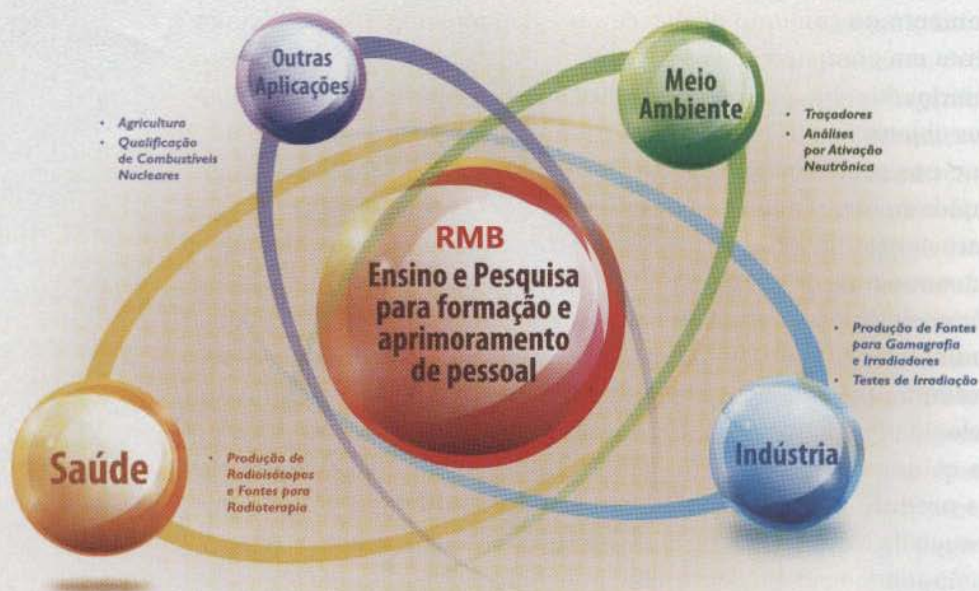 Outras
Aplicações
• Agricultura
• Qualificação
de Combustíveis
Nucleares
Meio
Ambiente
• Traçadores
• Análises
por Ativação
Neutrônica
RMB
Ensino e Pesquisa
para formação e
aprimoramento
de pessoal
• Produção de Fontes
para Gamagrafia
e Irradiadores
• Testes de Irradiação
Indústria
Saúde
• Produção de
Radioisótopos
e Fontes para
Radioterapia